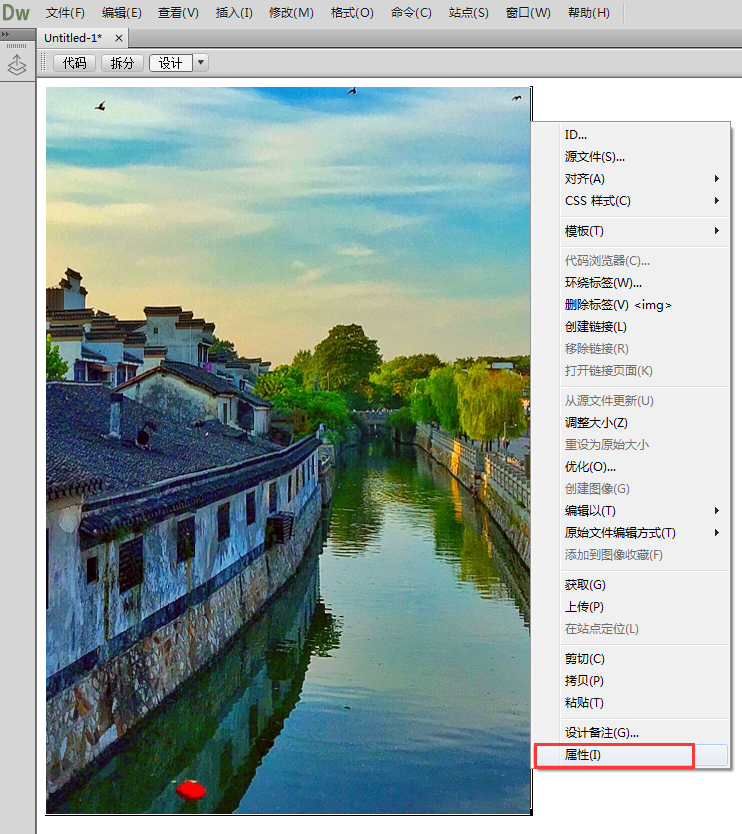 Dw 文件(F) 编辑(E) 查看(V) 插入(I) 修改(M) 格式(O) 命令(C) 站点(S) 窗口(W) 帮助(H)
Untitled-1* ×
代码 拆分 设计
ID...
源文件(S)...
对齐(A)
CSS 样式(C)
模板(T)
代码浏览器(C)...
环绕标签(W)...
删除标签(V) <img>
创建链接(L)
移除链接(R)
打开链接页面(K)
从源文件更新(U)
调整大小(Z)
重设为原始大小
优化(O)...
创建图像(G)
编辑以(T)
原始文件编辑方式(T)
添加到图像收藏(F)
获取(G)
上传(P)
在站点定位(L)
剪切(C)
拷贝(P)
粘贴(T)
设计备注(G)...
属性(I)